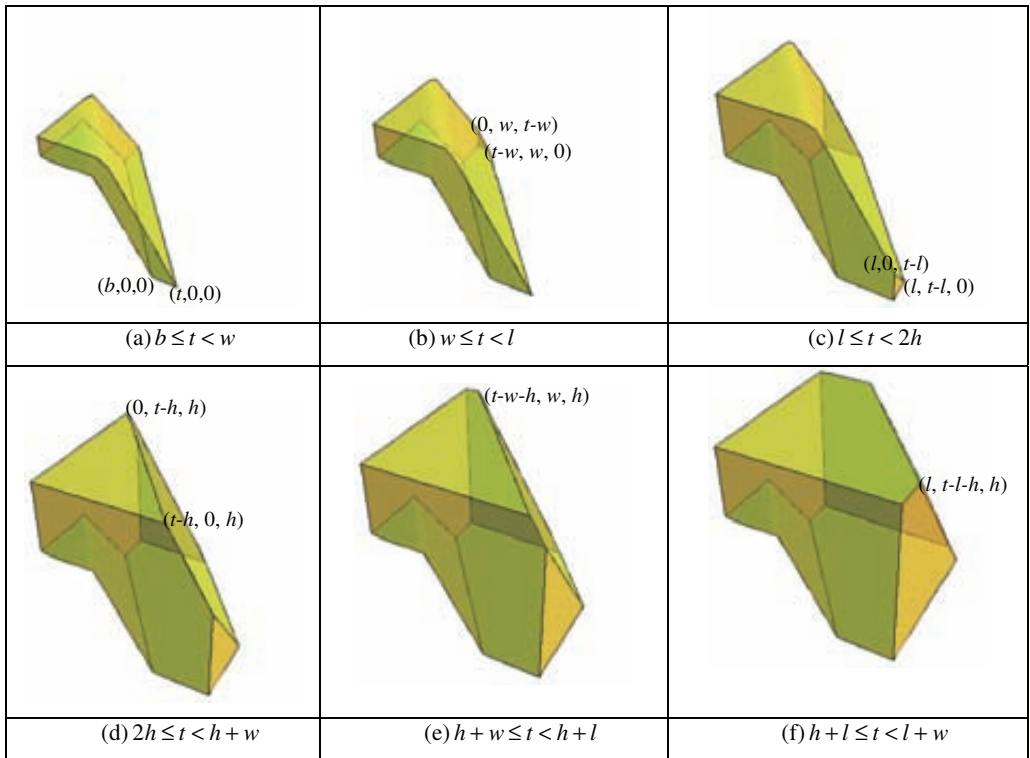 (b,0,0)
(t,0,0)
(0, w, t-w)
(t-w, w, 0)
(l,0, t-l)
(l, t-l, 0)
(a) b ≤ t < w
(b) w ≤ t < l
(c) l ≤ t < 2h
(0, t-h, h)
(t-h, 0, h)
(t-w-h, w, h)
(l, t-l-h, h)
(d) 2h ≤ t < h + w
(e) h + w ≤ t < h + l
(f) h + l ≤ t < l + w